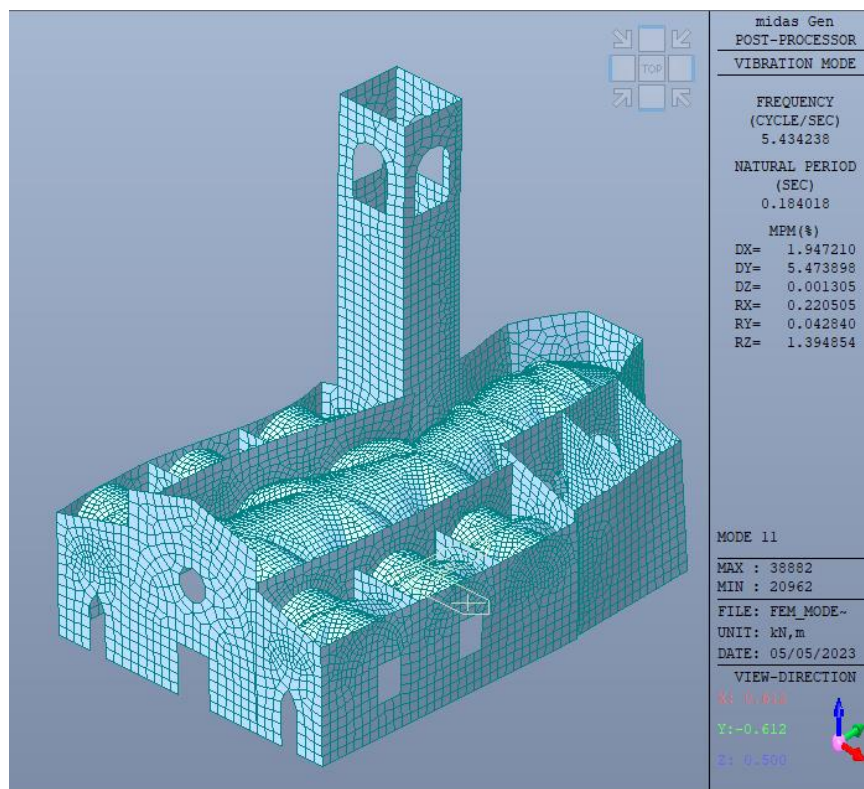 TOP
midas Gen
POST-PROCESSOR
VIBRATION MODE
FREQUENCY
(CYCLE/SEC)
5.434238
NATURAL PERIOD
(SEC)
0.184018
MPM(%)
DX= 1.947210
DY= 5.473898
DZ= 0.001305
RX= 0.220505
RY= 0.042840
RZ= 1.394854
MODE 11
MAX : 38882
MIN : 20962
FILE: FEM_MODE~
UNIT: kN,m
DATE: 05/05/2023
VIEW-DIRECTION
Y:-0.612
Z: 0.500